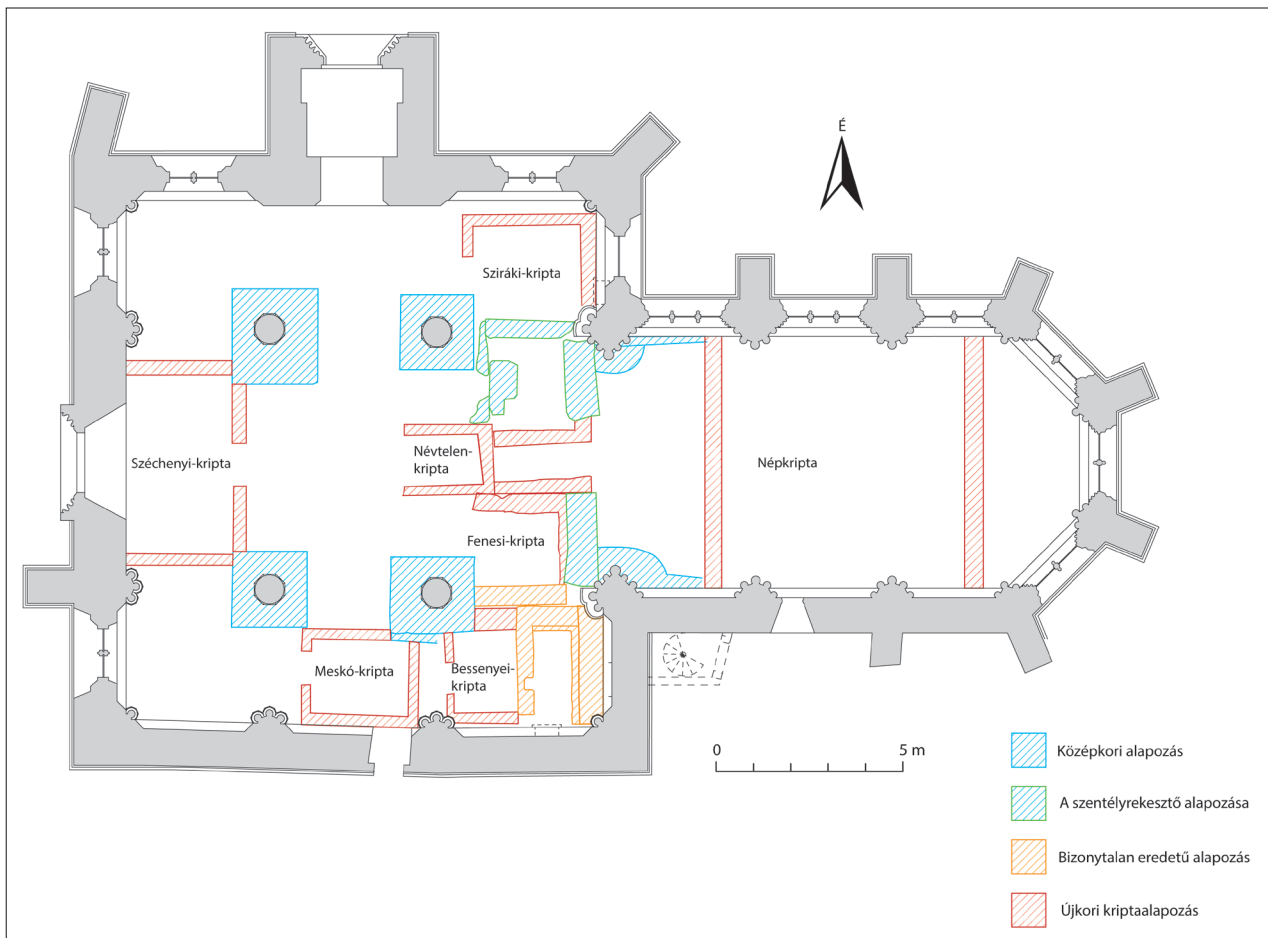 É
Sziráki-kripta
Széchenyi-kripta
Névtelen-
kripta
Népkripta
Fenesi-kripta
Meskó-kripta
Bessenyei-
kripta
0
5 m
Középkori alapozás
A szentélyrekesztő alapozása
Bizonytalan eredetű alapozás
Újkori kriptaalapozás